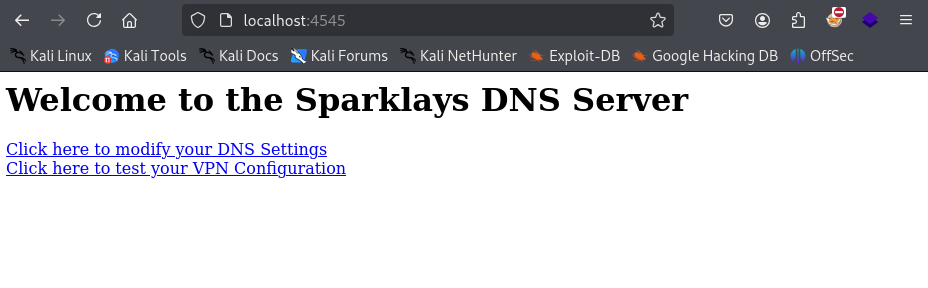 localhost:4545
Kali Linux Kali Tools Kali Docs Kali Forums Kali NetHunter Exploit-DB Google Hacking DB OffSec
Welcome to the Sparklays DNS Server
Click here to modify your DNS Settings
Click here to test your VPN Configuration